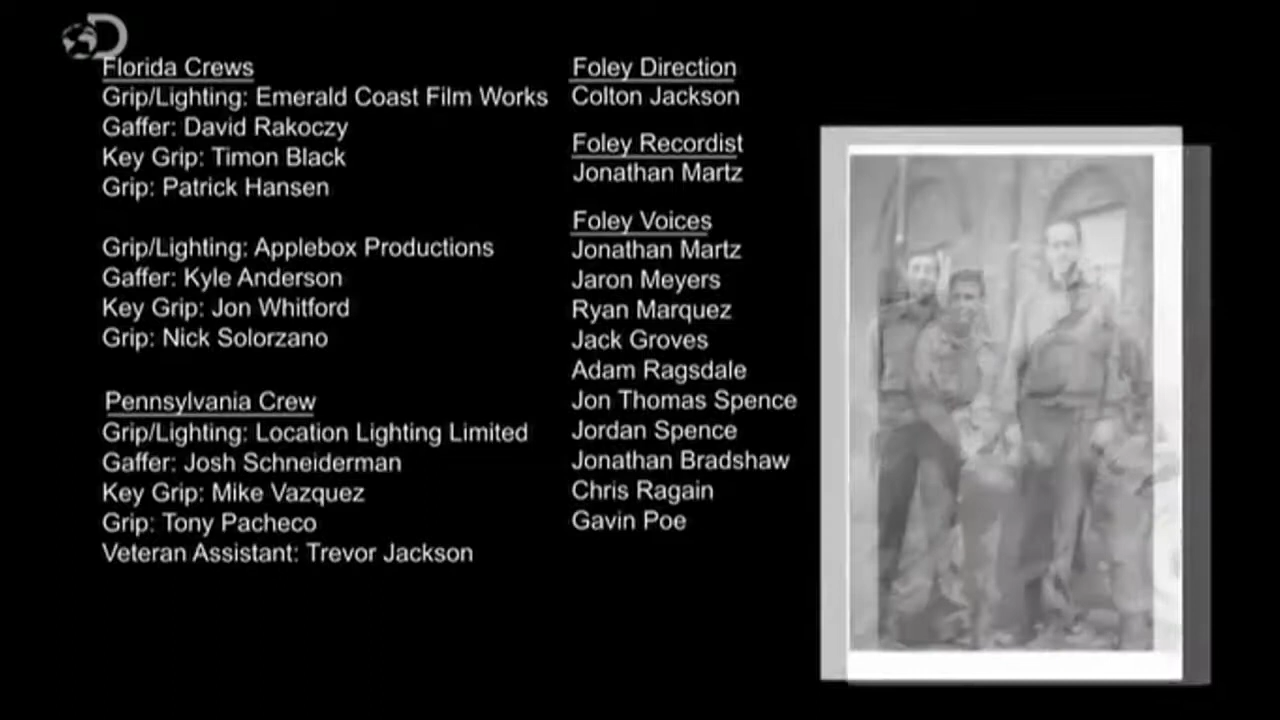 Florida Crews
Grip/Lighting: Emerald Coast Film Works
Gaffer: David Rakoczy
Key Grip: Timon Black
Grip: Patrick Hansen
Grip/Lighting: Applebox Productions
Gaffer: Kyle Anderson
Key Grip: Jon Whitford
Grip: Nick Solorzano
Pennsylvania Crew
Grip/Lighting: Location Lighting Limited
Gaffer: Josh Schneiderman
Key Grip: Mike Vazquez
Grip: Tony Pacheco
Veteran Assistant: Trevor Jackson
Foley Direction
Colton Jackson
Foley Recordist
Jonathan Martz
Foley Voices
Jonathan Martz
Jaron Meyers
Ryan Marquez
Jack Groves
Adam Ragsdale
Jon Thomas Spence
Jordan Spence
Jonathan Bradshaw
Chris Ragain
Gavin Poe